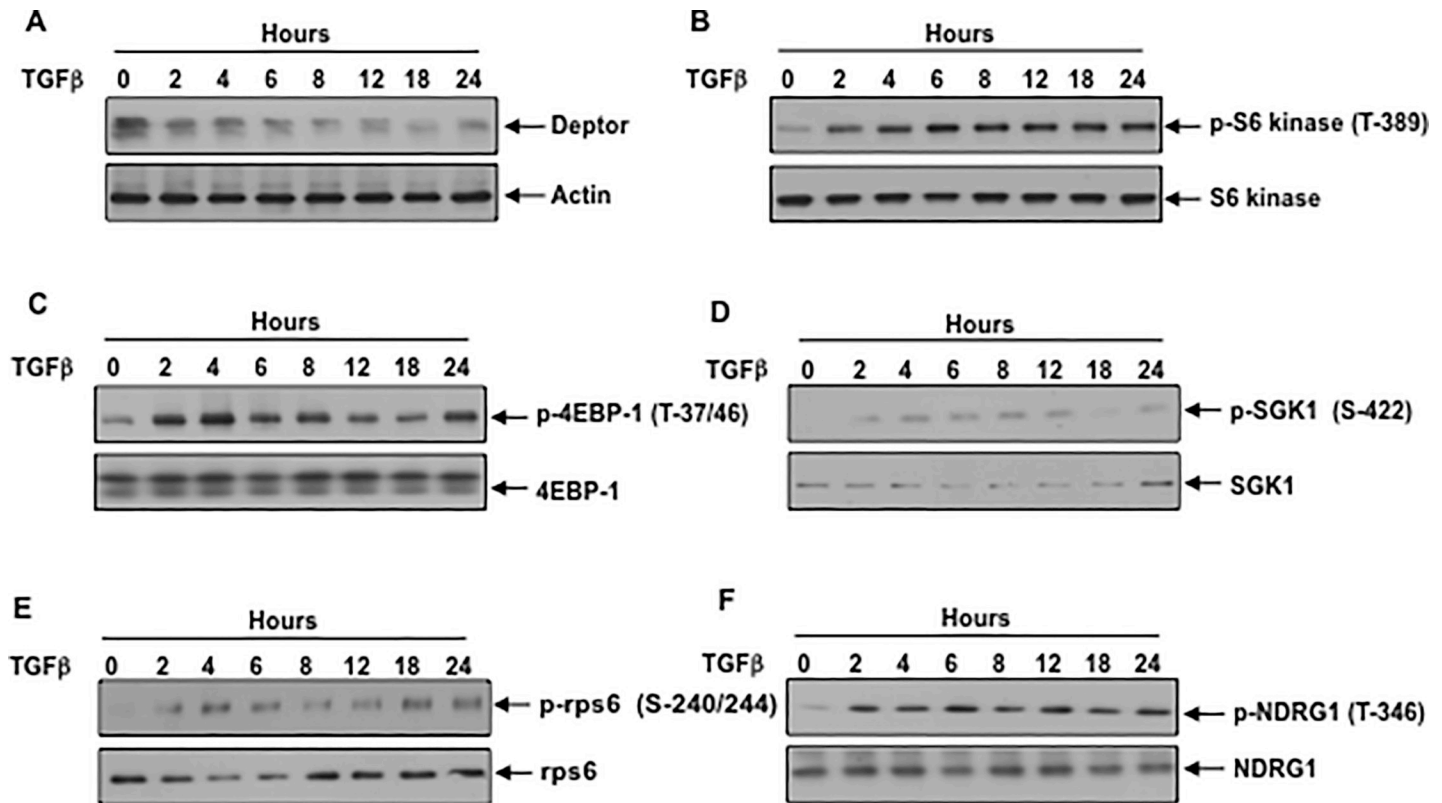 A
Hours
TGFβ 0 2 4 6 8 12 18 24
Deptor
Actin
B
Hours
TGFβ 0 2 4 6 8 12 18 24
p-S6 kinase (T-389)
S6 kinase
C
Hours
TGFβ 0 2 4 6 8 12 18 24
p-4EBP-1 (T-37/46)
4EBP-1
D
Hours
TGFβ 0 2 4 6 8 12 18 24
p-SGK1 (S-422)
SGK1
E
Hours
TGFβ 0 2 4 6 8 12 18 24
p-rps6 (S-240/244)
rps6
F
Hours
TGFβ 0 2 4 6 8 12 18 24
p-NDRG1 (T-346)
NDRG1